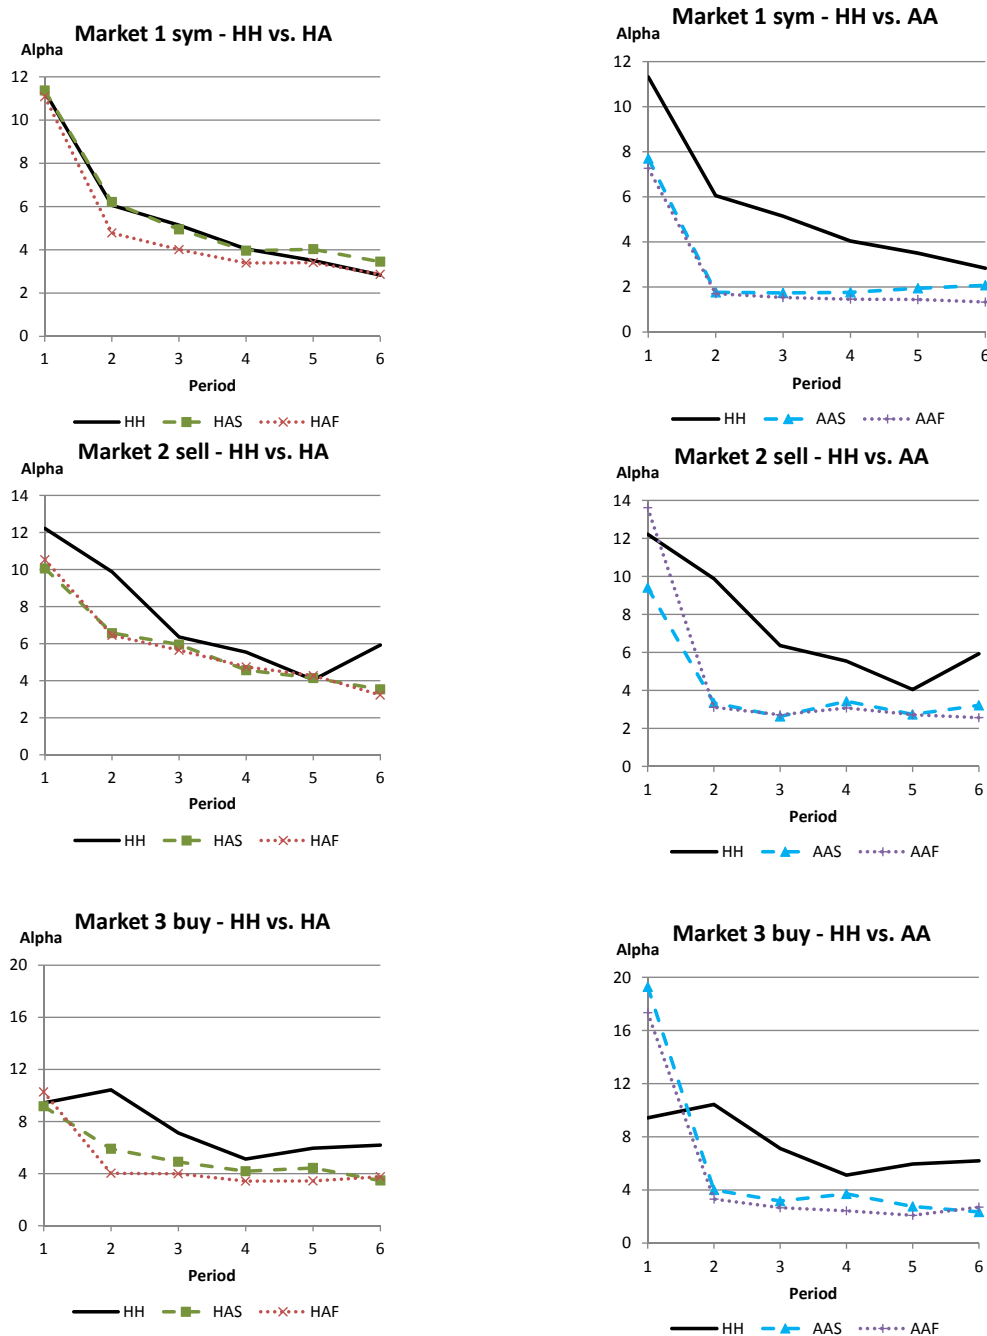 Market 1 sym - HH vs. HA
Alpha
12
10
8
6
4
2
0
1 2 3 4 5 6
Period
HH HAS HAF
Market 1 sym - HH vs. AA
Alpha
12
10
8
6
4
2
0
1 2 3 4 5 6
Period
HH AAS AAF
Market 2 sell - HH vs. HA
Alpha
14
12
10
8
6
4
2
0
1 2 3 4 5 6
Period
HH HAS HAF
Market 2 sell - HH vs. AA
Alpha
14
12
10
8
6
4
2
0
1 2 3 4 5 6
Period
HH AAS AAF
Market 3 buy - HH vs. HA
Alpha
20
16
12
8
4
0
1 2 3 4 5 6
Period
HH HAS HAF
Market 3 buy - HH vs. AA
Alpha
20
16
12
8
4
0
1 2 3 4 5 6
Period
HH AAS AAF